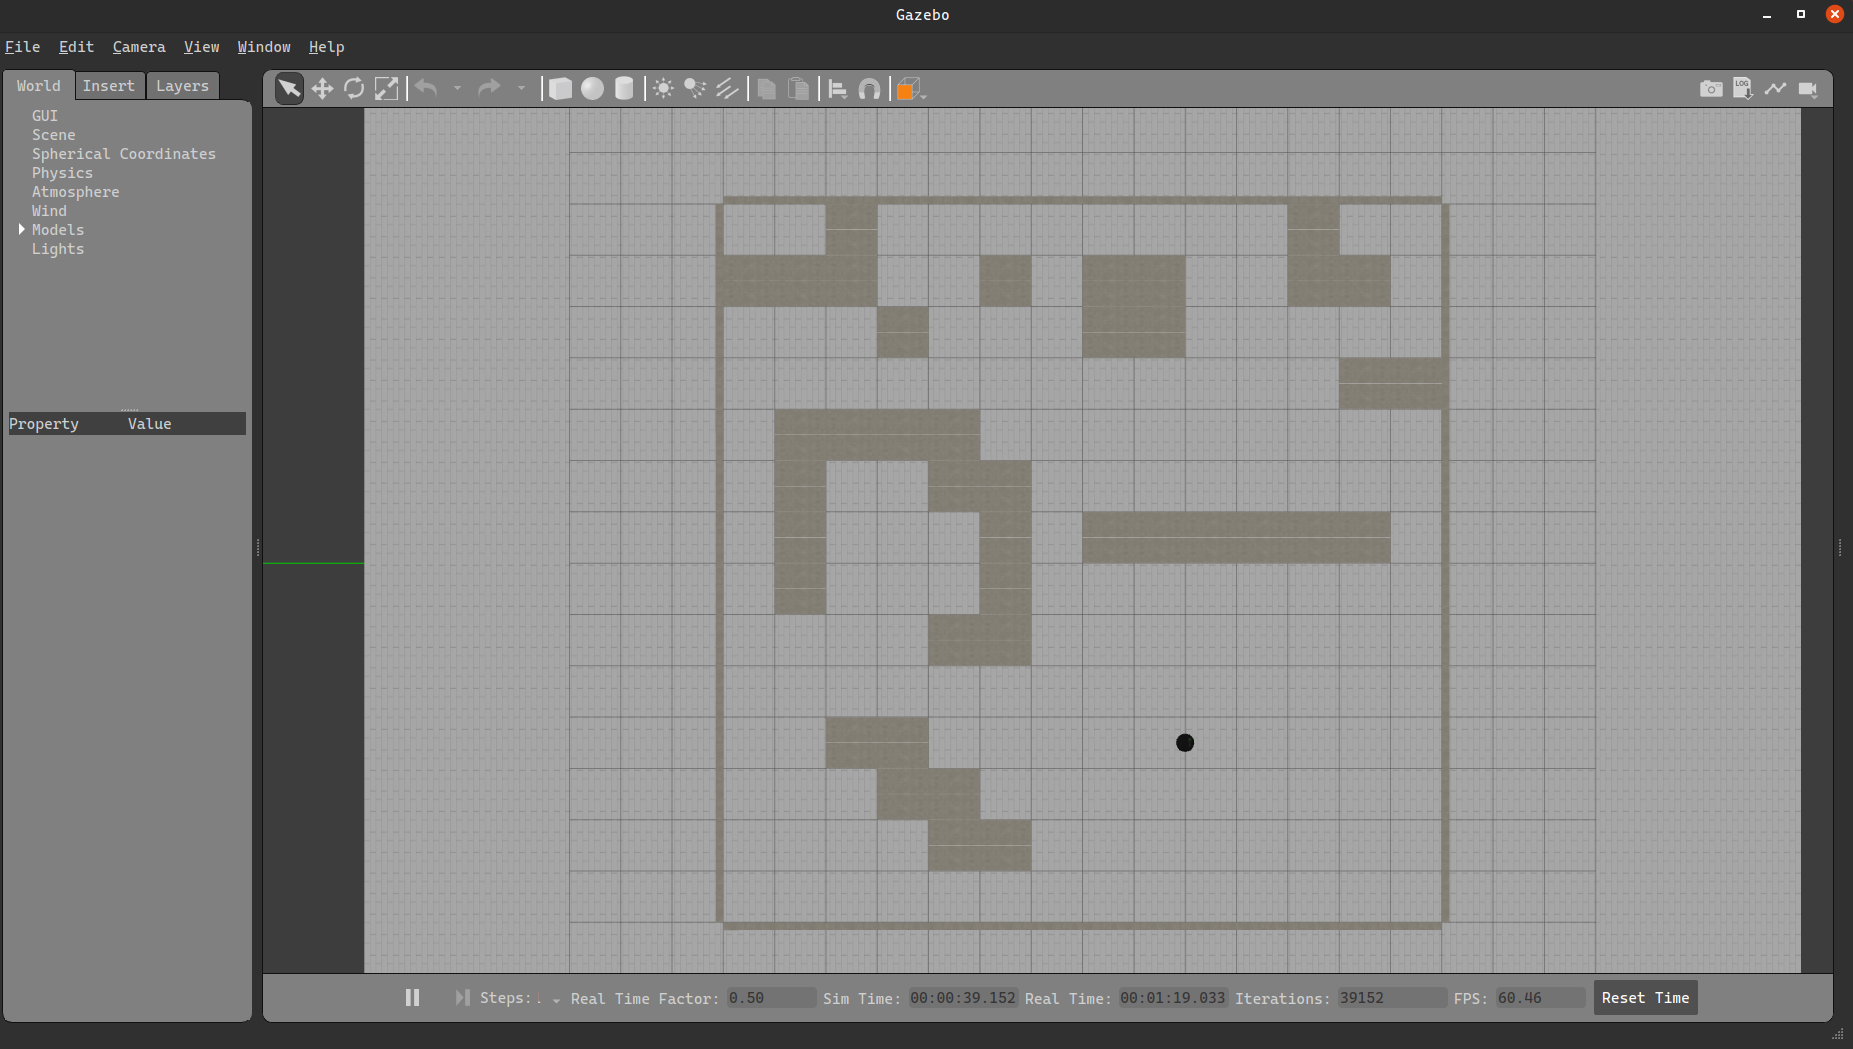 Gazebo
File Edit Camera View Window Help
World Insert Layers
LOG
GUI
Scene
Spherical Coordinates
Physics
Atmosphere
Wind
Models
Lights
Property Value
Steps: Real Time Factor: 0.50 Sim Time: 00:00:39.152 Real Time: 00:01:19.033 Iterations: 39152 FPS: 60.46 Reset Time